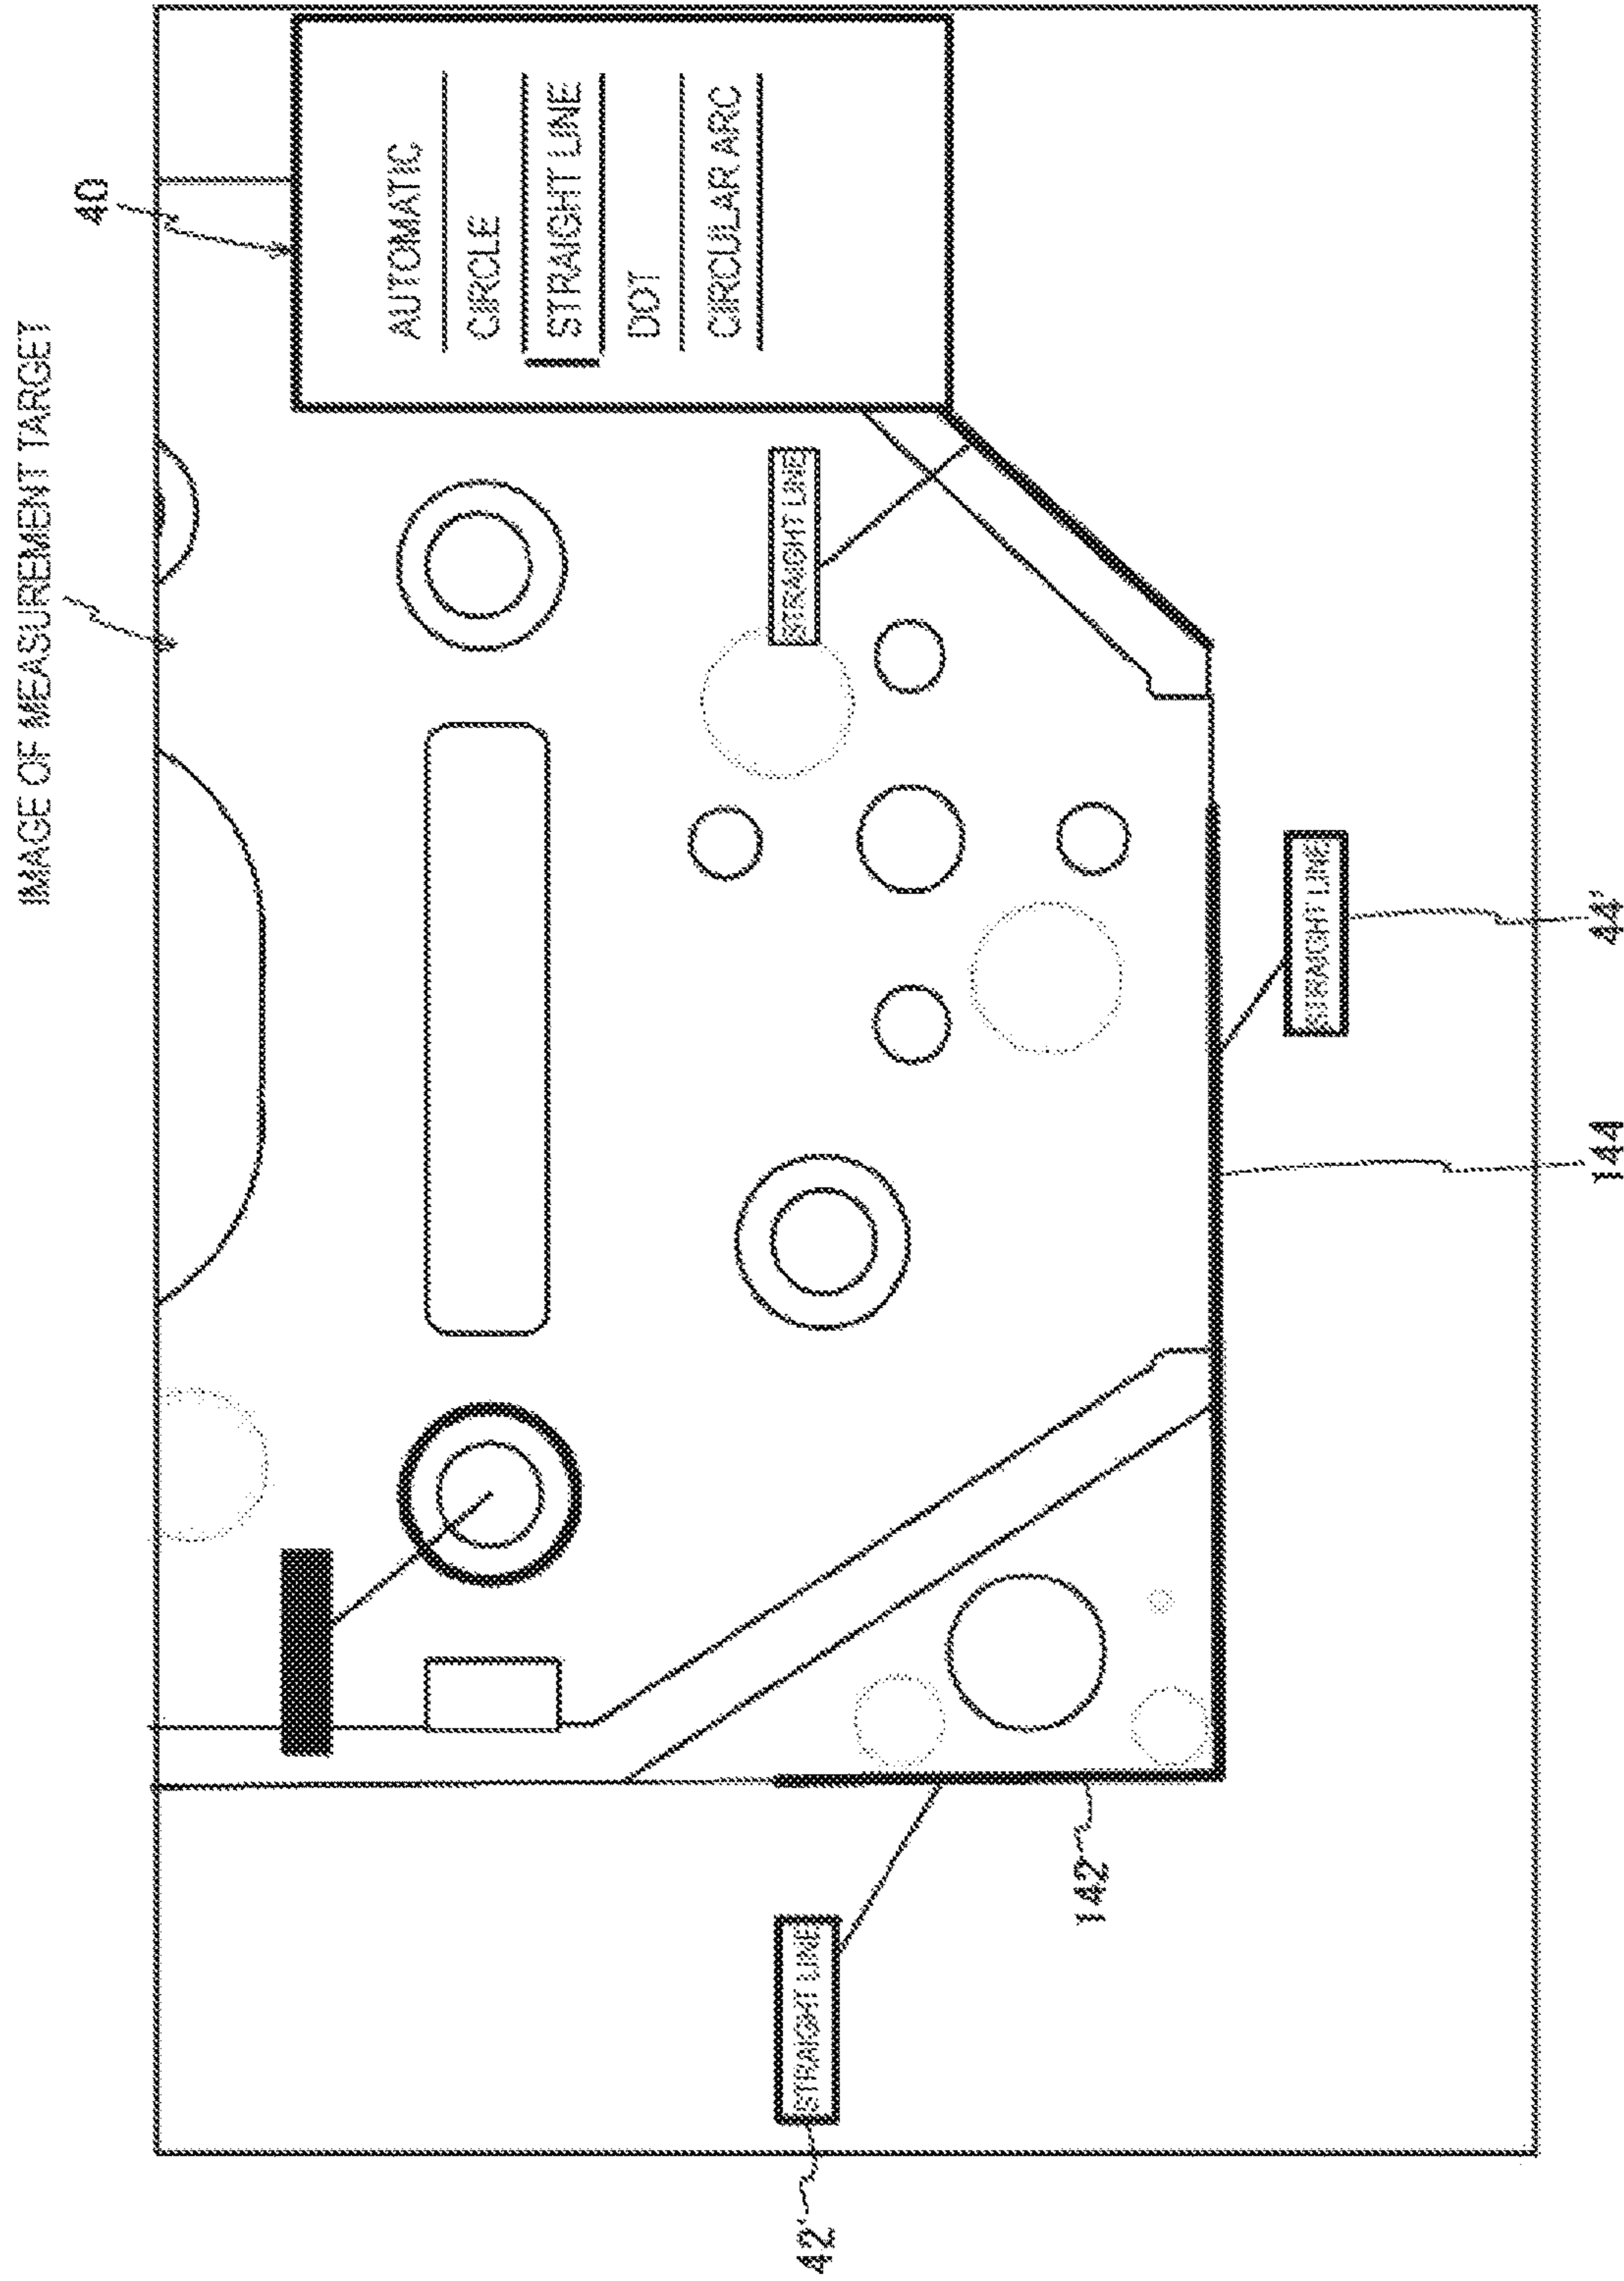 IMAGE OF MEASUREMENT TARGET
40
AUTOMATIC
CIRCLE
STRAIGHT LINE
DOT
CIRCULAR ARC
STRAIGHT LINE
STRAIGHT LINE
42'
142
STRAIGHT LINE
144
44'